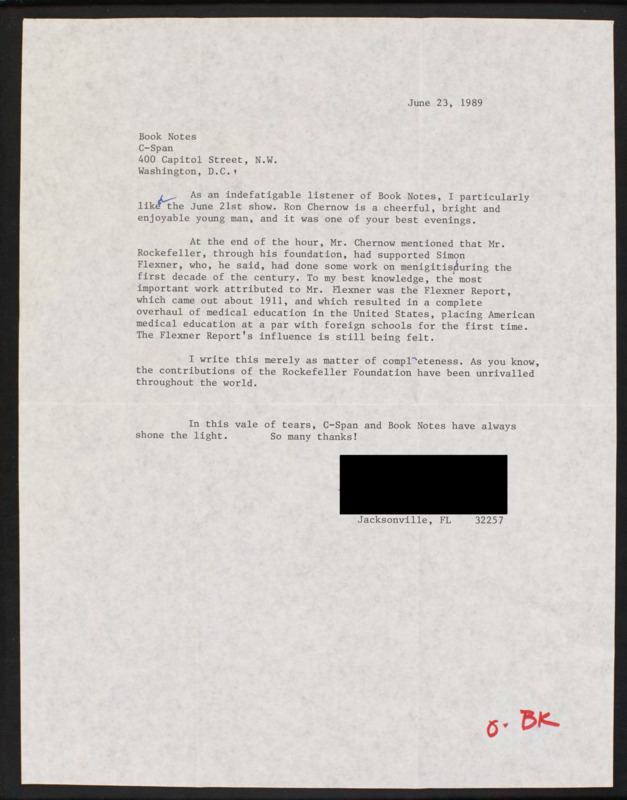 June 23, 1989
Book Notes
C-Span
400 Capitol Street, N.W.
Washington, D.C.
As an indefatigable listener of Book Notes, I particularly
liked the June 21st show. Ron Chernow is a cheerful, bright and
enjoyable young man, and it was one of your best evenings.
At the end of the hour, Mr. Chernow mentioned that Mr.
Rockefeller, through his foundation, had supported Simon
Flexner, who, he said, had done some work on menigitis during the
first decade of the century. To my best knowledge, the most
important work attributed to Mr. Flexner was the Flexner Report,
which came out about 1911, and which resulted in a complete
overhaul of medical education in the United States, placing American
medical education at a par with foreign schools for the first time.
The Flexner Report's influence is still being felt.
I write this merely as matter of completeness. As you know,
the contributions of the Rockefeller Foundation have been unrivalled
throughout the world.
In this vale of tears, C-Span and Book Notes have always
shone the light. So many thanks!
Jacksonville, FL 32257
BK